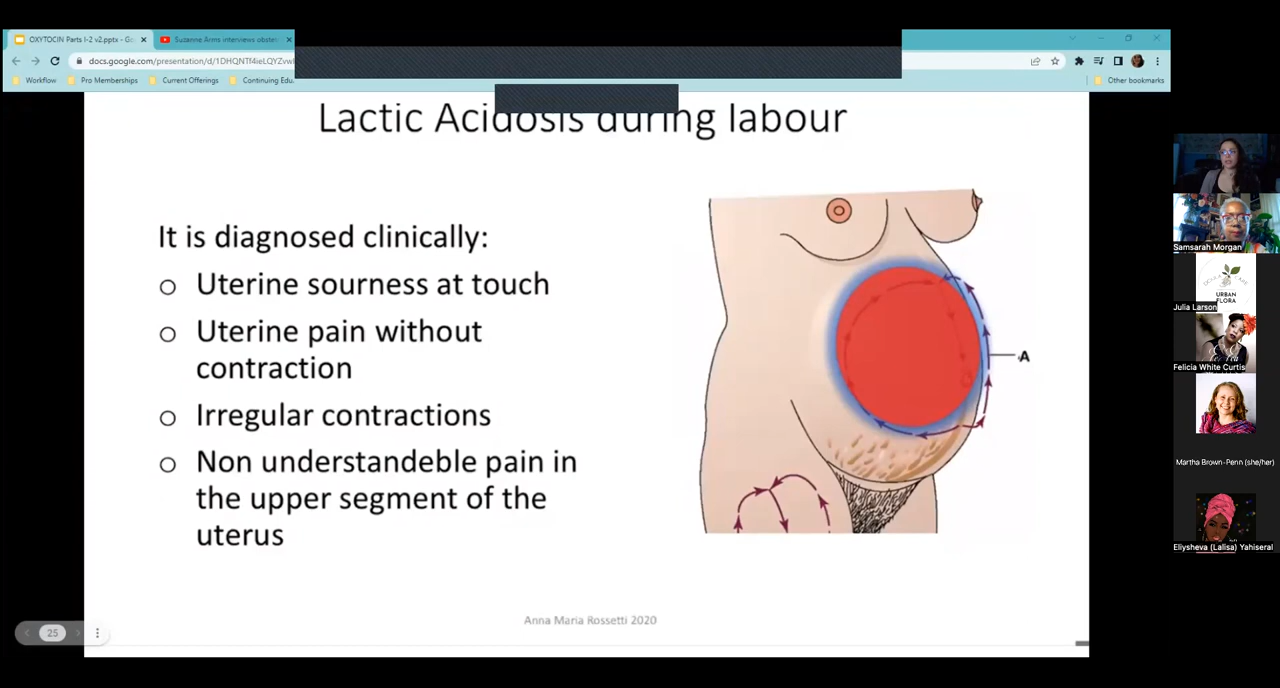 OXYTOCIN Parts I-2 v2.pptx - Go
Suzanne Arms interviews obste
docs.google.com/presentation/d/1DHQNTf4ieLQYZvwl
Workflow
Pro Memberships
Current Offerings
Continuing Edu.
Other bookmarks
Lactic Acidosis during labour
It is diagnosed clinically:
o Uterine sourness at touch
o Uterine pain without
contraction
o Irregular contractions
o Non understandeble pain in
the upper segment of the
uterus
A
Anna Maria Rossetti 2020
25
Samsarah Morgan
URBAN
FLORA
Julia Larson
Felicia White Curtis
Martha Brown-Penn (she/her)
Eliysheva (Lalisa) Yahiseral